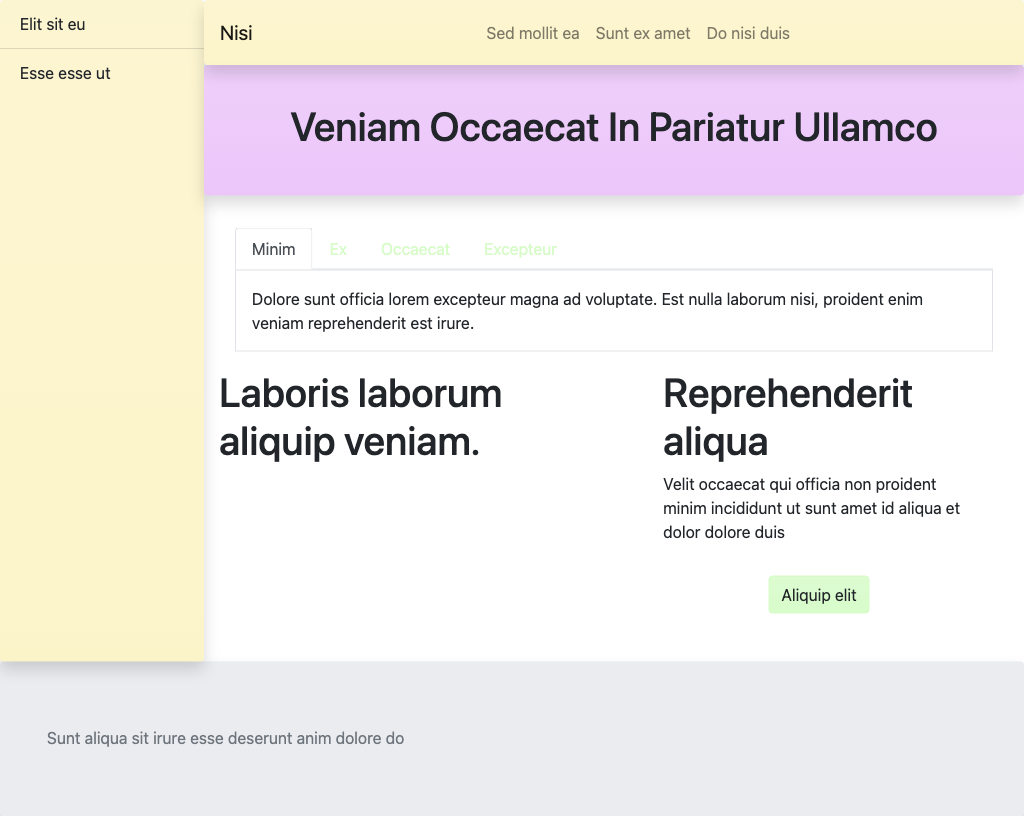 Elit sit eu
Esse esse ut
Nisi
Sed mollit ea
Sunt ex amet
Do nisi duis
Veniam Occaecat In Pariatur Ullamco
Minim
Ex
Occaecat
Excepteur
Dolore sunt officia lorem excepteur magna ad voluptate. Est nulla laborum nisi, proident enim
veniam reprehenderit est irure.
Laboris laborum
aliquip veniam.
Reprehenderit
aliqua
Velit occaecat qui officia non proident
minim incididunt ut sunt amet id aliqua et
dolor dolore duis
Aliquip elit
Sunt aliqua sit irure esse deserunt anim dolore do